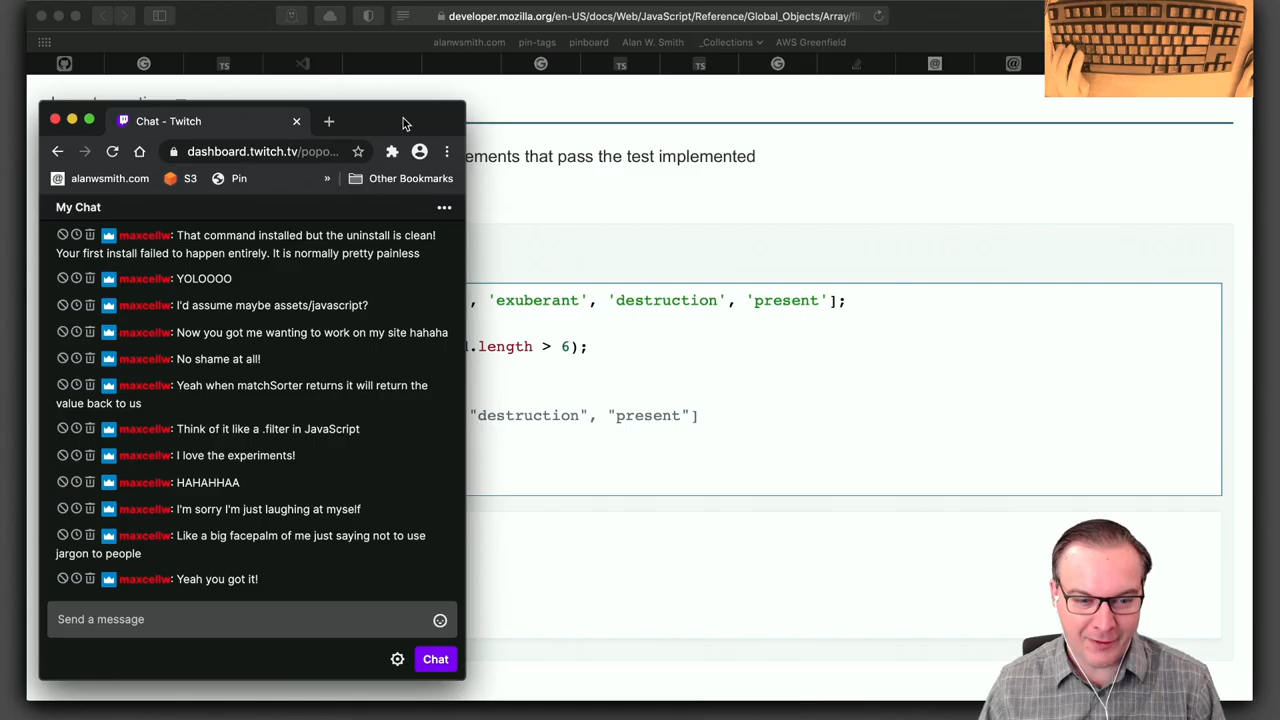 developer.mozilla.org/en-US/docs/Web/JavaScript/Reference/Global_Objects/Array/fil
alanwsmith.com pin-tags pinboard Alan W. Smith _Collections AWS Greenfield
TS TS TS
Chat - Twitch
dashboard.twitch.tv/popo...
alanwsmith.com S3 Pin » Other Bookmarks
My Chat
maxcellw: That command installed but the uninstall is clean!
Your first install failed to happen entirely. It is normally pretty painless
maxcellw: YOLOOOO
maxcellw: I'd assume maybe assets/javascript?
maxcellw: Now you got me wanting to work on my site hahaha
maxcellw: No shame at all!
maxcellw: Yeah when matchSorter returns it will return the
value back to us
maxcellw: Think of it like a .filter in JavaScript
maxcellw: I love the experiments!
maxcellw: HAHAHHAA
maxcellw: I'm sorry I'm just laughing at myself
maxcellw: Like a big facepalm of me just saying not to use
jargon to people
maxcellw: Yeah you got it!
Send a message
Chat
ements that pass the test implemented
, 'exuberant', 'destruction', 'present'];
.length > 6);
"destruction", "present"]